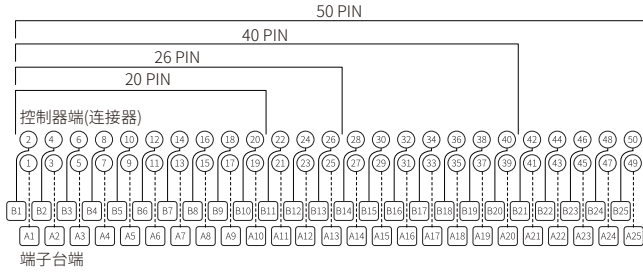 50 PIN
40 PIN
26 PIN
20 PIN
控制器端(连接器)
2 4 6 8 10 12 14 16 18 20 22 24 26 28 30 32 34 36 38 40 42 44 46 48 50
1 3 5 7 9 11 13 15 17 19 21 23 25 27 29 31 33 35 37 39 41 43 45 47 49
B1 B2 B3 B4 B5 B6 B7 B8 B9 B10 B11 B12 B13 B14 B15 B16 B17 B18 B19 B20 B21 B22 B23 B24 B25
A1 A2 A3 A4 A5 A6 A7 A8 A9 A10 A11 A12 A13 A14 A15 A16 A17 A18 A19 A20 A21 A22 A23 A24 A25
端子台端